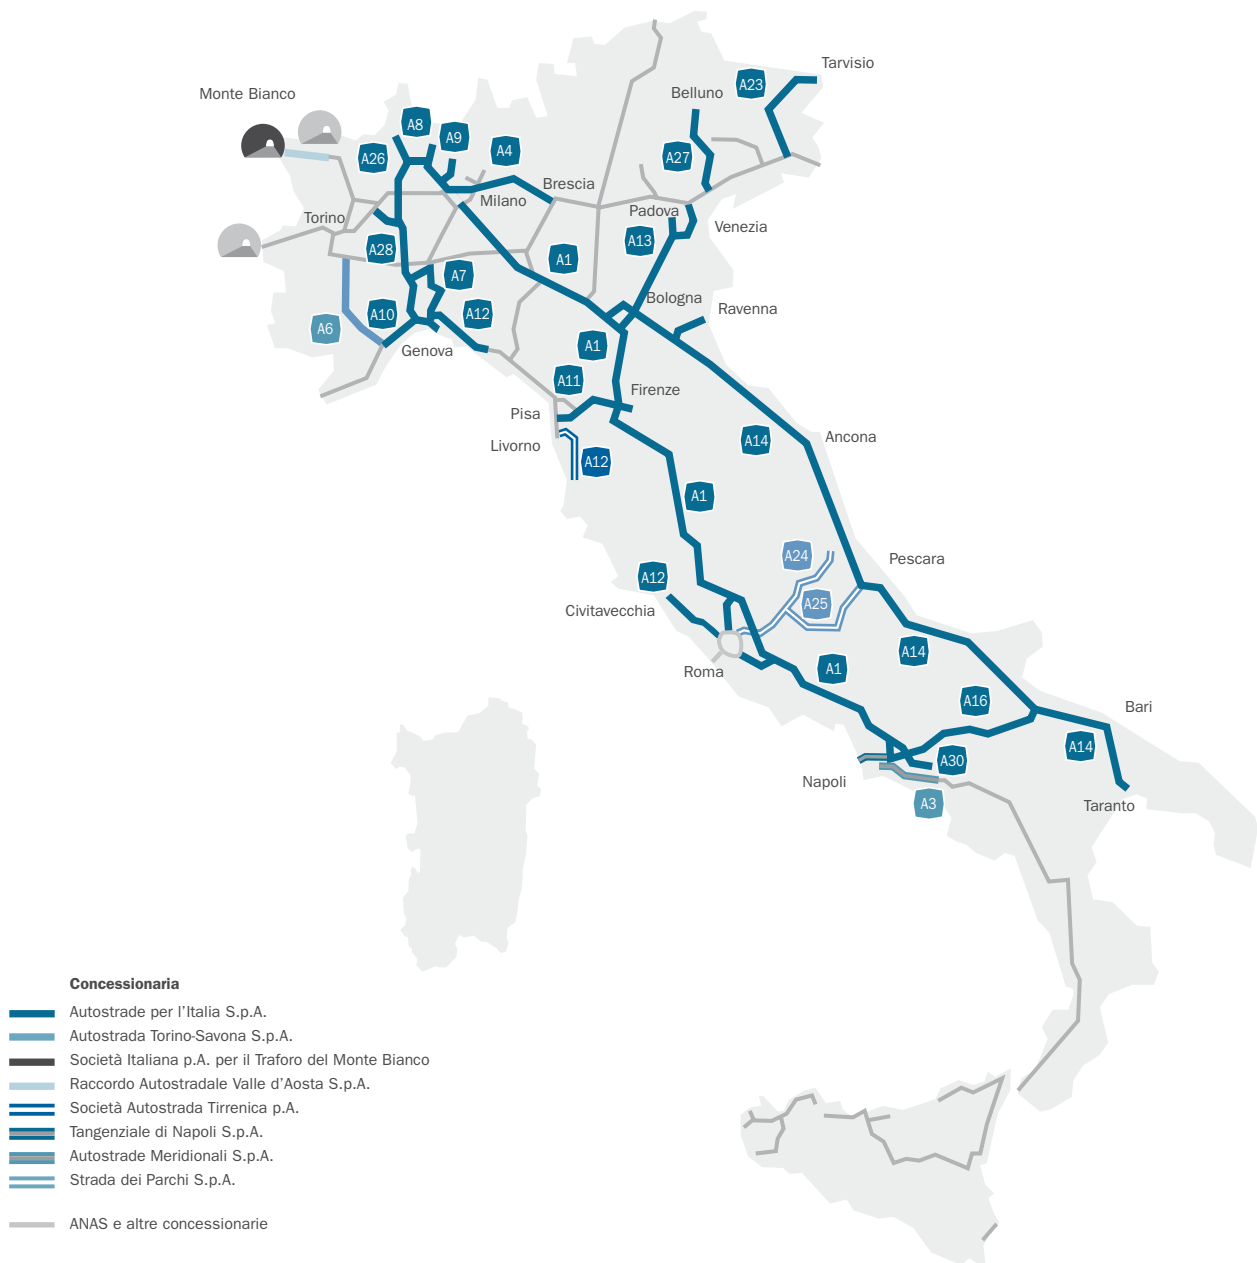 Tarvisio
A23
Monte Bianco
Belluno
A8
A9
A26
A4
A27
Brescia
Milano
Torino
Padova
Venezia
A28
A13
A1
A7
Bologna
Ravenna
A10
A12
A6
Genova
A1
A11
Firenze
Pisa
Ancona
A14
Livorno
A12
A1
A24
Pescara
A12
A25
Civitavecchia
Roma
A14
A1
A16
Bari
A14
A30
Napoli
A3
Taranto
Concessionaria
Autostrade per l'Italia S.p.A.
Autostrada Torino-Savona S.p.A.
Società Italiana p.A. per il Traforo del Monte Bianco
Raccordo Autostradale Valle d'Aosta S.p.A.
Società Autostrada Tirrenica p.A.
Tangenziale di Napoli S.p.A.
Autostrade Meridionali S.p.A.
Strada dei Parchi S.p.A.
ANAS e altre concessionarie